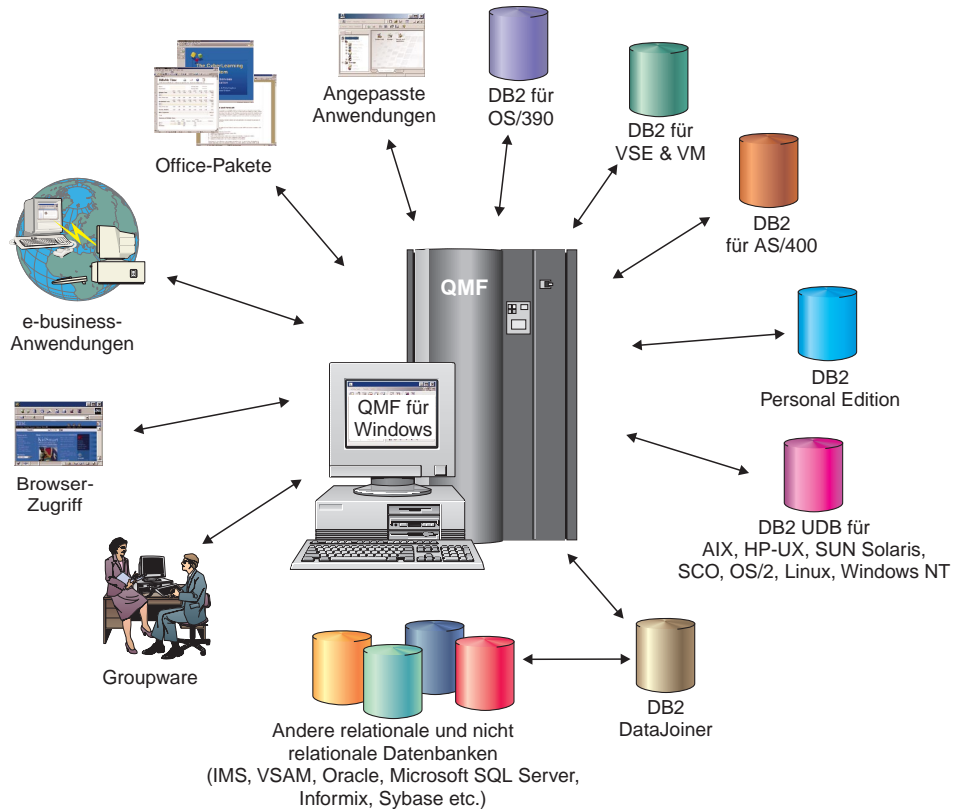 The CyberLearning
Angepasste
Anwendungen
DB2 für
OS/390
DB2 für
VSE & VM
Office-Pakete
DB2
für AS/400
QMF
e-business-
Anwendungen
DB2
Personal Edition
QMF für
Windows
Browser-
Zugriff
DB2 UDB für
AIX, HP-UX, SUN Solaris,
SCO, OS/2, Linux, Windows NT
Groupware
DB2
DataJoiner
Andere relationale und nicht
relationale Datenbanken
(IMS, VSAM, Oracle, Microsoft SQL Server,
Informix, Sybase etc.)